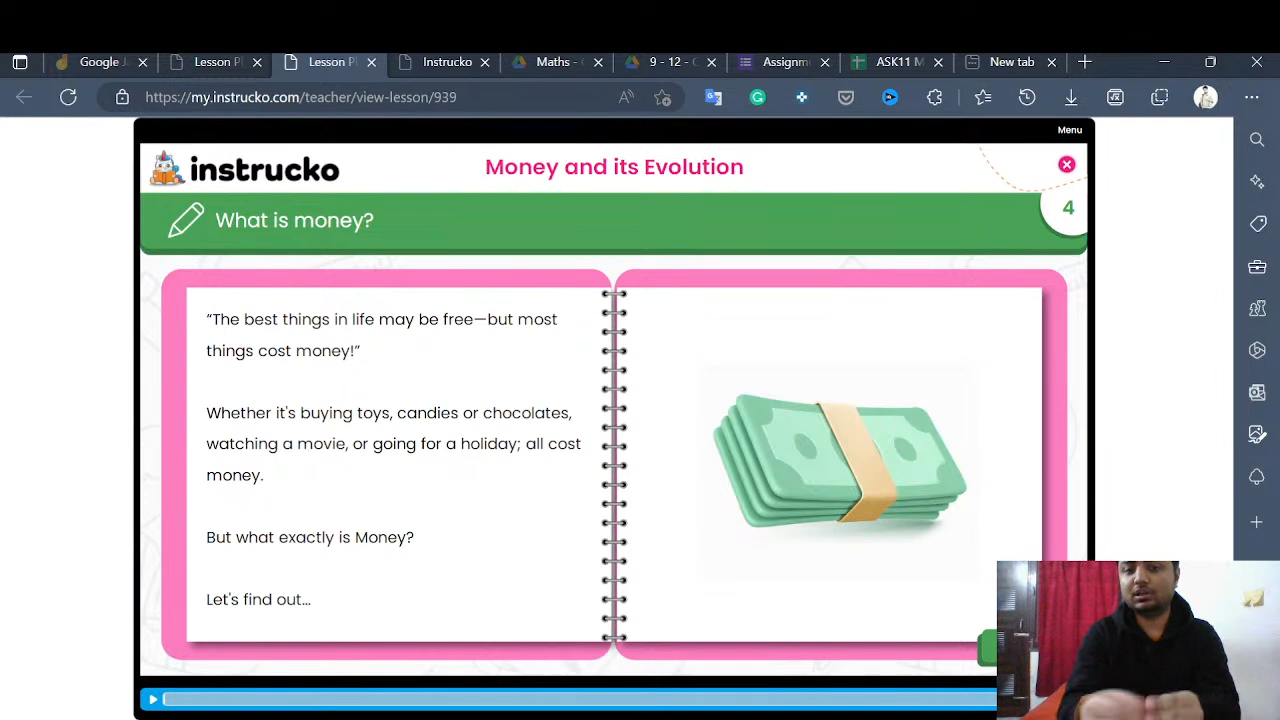 Google J
Lesson Pl
Lesson Pl
Instrucko
Maths - C
9 - 12 - C
Assignm
ASK11 M
New tab
https://my.instrucko.com/teacher/view-lesson/939
Menu
instrucko
Money and its Evolution
What is money?
4
“The best things in life may be free—but most
things cost money!”
Whether it's buying toys, candies or chocolates,
watching a movie, or going for a holiday; all cost
money.
But what exactly is Money?
Let's find out...